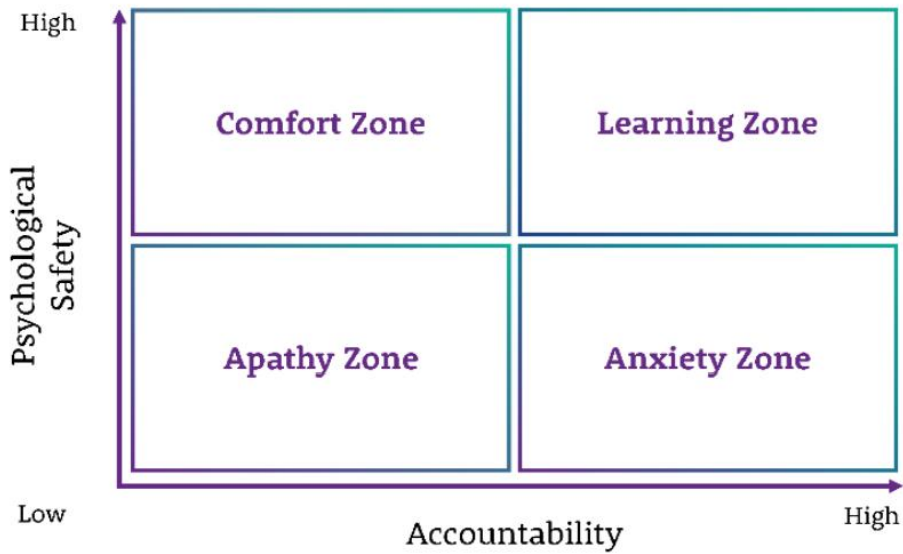 High
Comfort Zone
Learning Zone
Psychological
Safety
Apathy Zone
Anxiety Zone
Low
High
Accountability